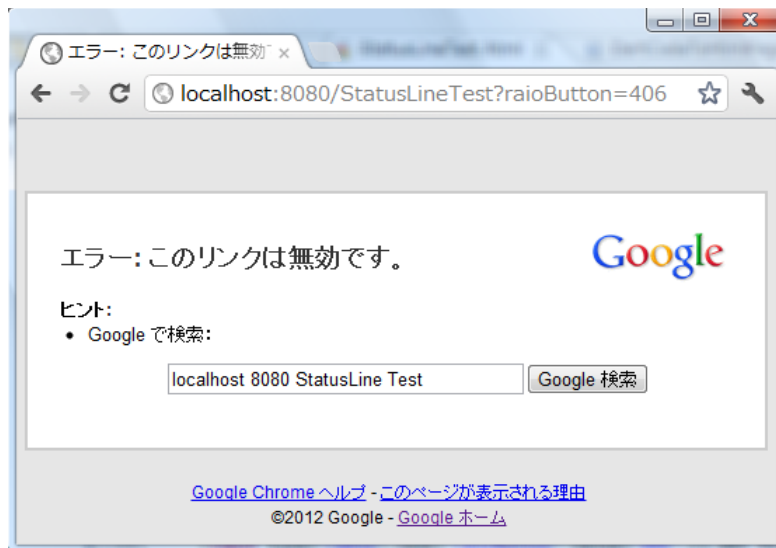 エラー: このリンクは無効
localhost:8080/StatusLineTest?raioButton=406
エラー: このリンクは無効です。
Google
ヒント:
• Google で検索:
localhost 8080 StatusLine Test Google 検索
Google Chrome ヘルプ - このページが表示される理由
©2012 Google - Google ホーム